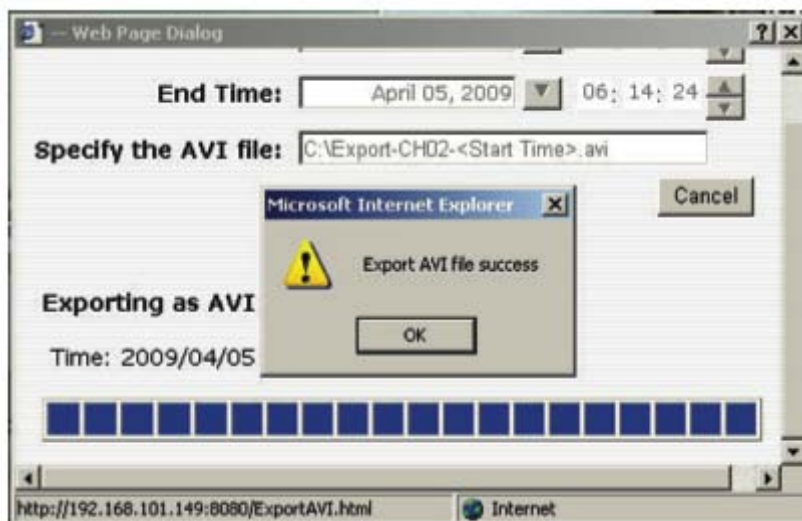 -- Web Page Dialog
End Time: April 05, 2009 06: 14: 24
Specify the AVI file: C:\Export-CH02-<Start Time>.avi
Cancel
Microsoft Internet Explorer
Export AVI file success
OK
Exporting as AVI
Time: 2009/04/05
http://192.168.101.149:8080/ExportAVI.html
Internet